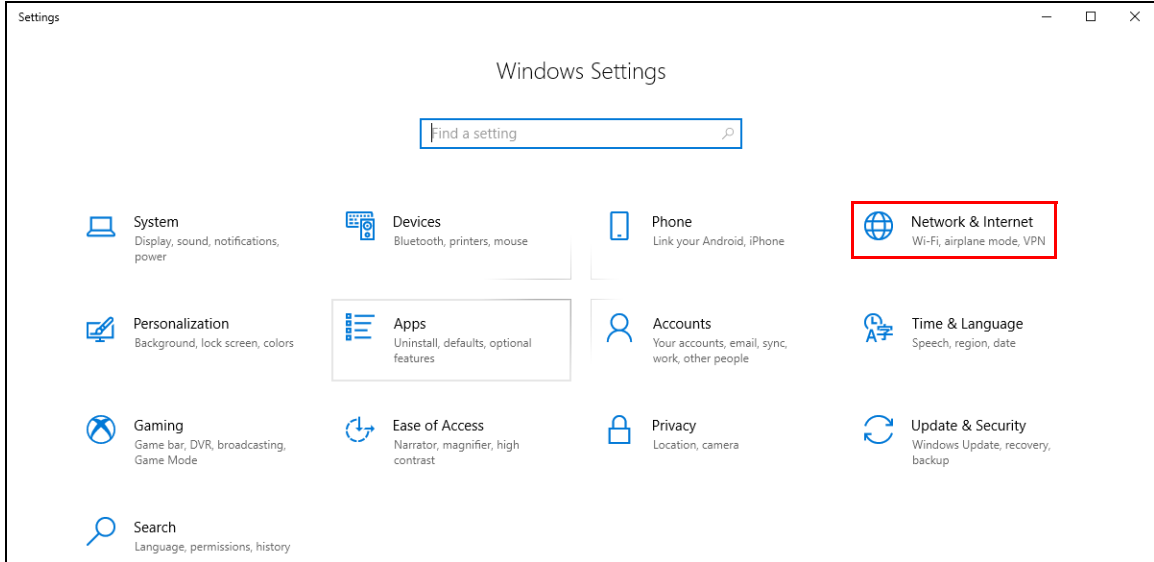 Settings
Windows Settings
Find a setting
System
Display, sound, notifications,
power
Devices
Bluetooth, printers, mouse
Phone
Link your Android, iPhone
Network & Internet
Wi-Fi, airplane mode, VPN
Personalization
Background, lock screen, colors
Apps
Uninstall, defaults, optional
features
Accounts
Your accounts, email, sync,
work, other people
Time & Language
Speech, region, date
Gaming
Game bar, DVR, broadcasting,
Game Mode
Ease of Access
Narrator, magnifier, high
contrast
Privacy
Location, camera
Update & Security
Windows Update, recovery,
backup
Search
Language, permissions, history